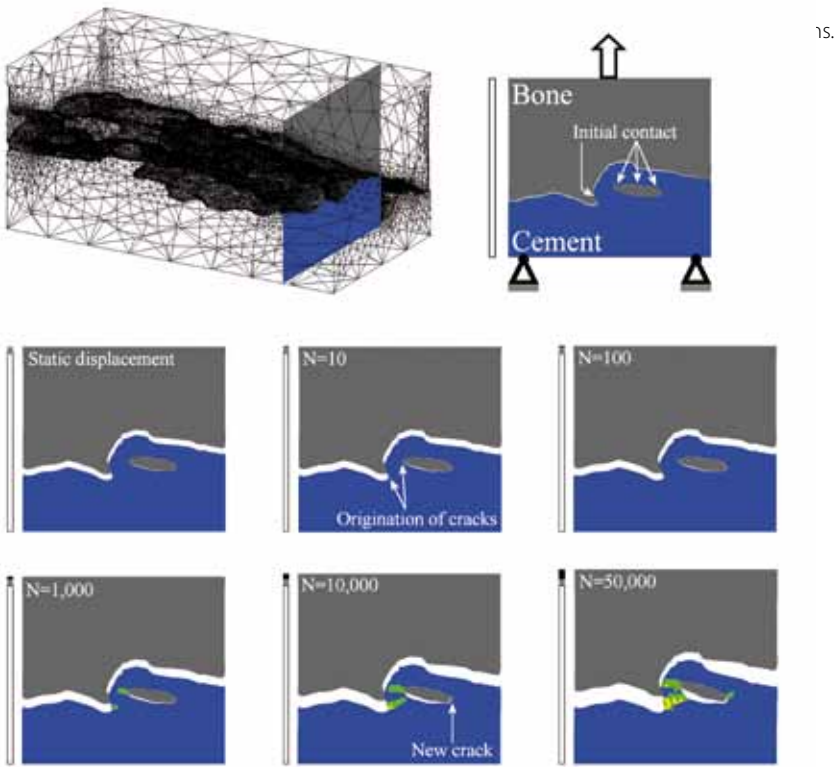 ns.
Bone
Initial contact
Cement
Static displacement
N=10
N=100
Origination of cracks
N=1,000
N=10,000
N=50,000
New crack